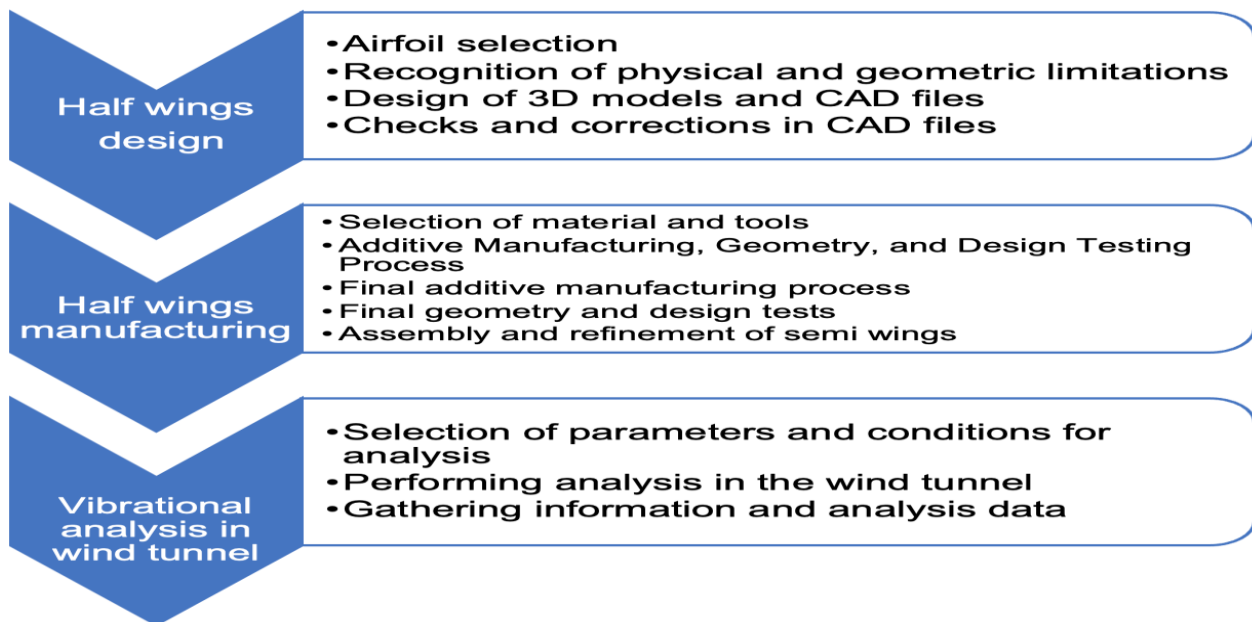 Half wings
design
•Airfoil selection
•Recognition of physical and geometric limitations
•Design of 3D models and CAD files
•Checks and corrections in CAD files
Half wings
manufacturing
•Selection of material and tools
•Additive Manufacturing, Geometry, and Design Testing
Process
•Final additive manufacturing process
•Final geometry and design tests
•Assembly and refinement of semi wings
Vibrational
analysis in
wind tunnel
•Selection of parameters and conditions for
analysis
•Performing analysis in the wind tunnel
•Gathering information and analysis data